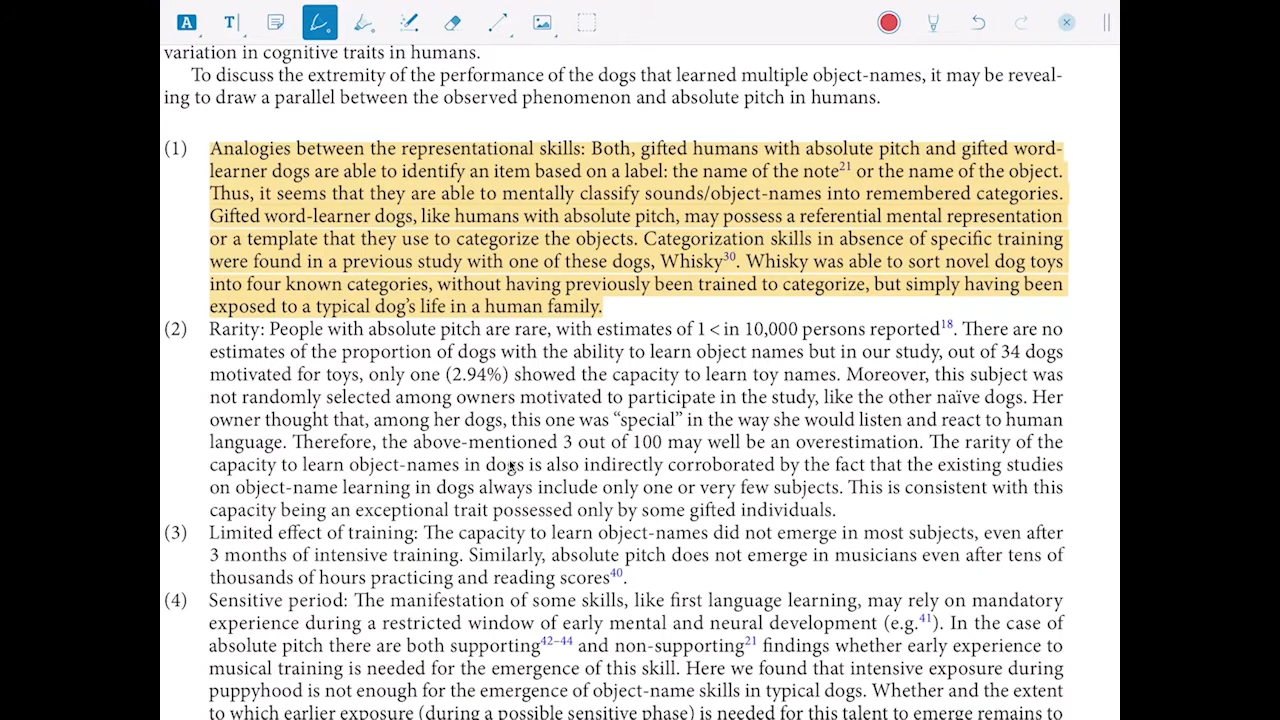 A T
variation in cognitive traits in humans.
To discuss the extremity of the performance of the dogs that learned multiple object-names, it may be reveal-
ing to draw a parallel between the observed phenomenon and absolute pitch in humans.
(1) Analogies between the representational skills: Both, gifted humans with absolute pitch and gifted word-
learner dogs are able to identify an item based on a label: the name of the note21 or the name of the object.
Thus, it seems that they are able to mentally classify sounds/object-names into remembered categories.
Gifted word-learner dogs, like humans with absolute pitch, may possess a referential mental representation
or a template that they use to categorize the objects. Categorization skills in absence of specific training
were found in a previous study with one of these dogs, Whisky30. Whisky was able to sort novel dog toys
into four known categories, without having previously been trained to categorize, but simply having been
exposed to a typical dog’s life in a human family.
(2) Rarity: People with absolute pitch are rare, with estimates of 1 < in 10,000 persons reported18. There are no
estimates of the proportion of dogs with the ability to learn object names but in our study, out of 34 dogs
motivated for toys, only one (2.94%) showed the capacity to learn toy names. Moreover, this subject was
not randomly selected among owners motivated to participate in the study, like the other naïve dogs. Her
owner thought that, among her dogs, this one was “special” in the way she would listen and react to human
language. Therefore, the above-mentioned 3 out of 100 may well be an overestimation. The rarity of the
capacity to learn object-names in dogs is also indirectly corroborated by the fact that the existing studies
on object-name learning in dogs always include only one or very few subjects. This is consistent with this
capacity being an exceptional trait possessed only by some gifted individuals.
(3) Limited effect of training: The capacity to learn object-names did not emerge in most subjects, even after
3 months of intensive training. Similarly, absolute pitch does not emerge in musicians even after tens of
thousands of hours practicing and reading scores40.
(4) Sensitive period: The manifestation of some skills, like first language learning, may rely on mandatory
experience during a restricted window of early mental and neural development (e.g.41). In the case of
absolute pitch there are both supporting42–44 and non-supporting21 findings whether early experience to
musical training is needed for the emergence of this skill. Here we found that intensive exposure during
puppyhood is not enough for the emergence of object-name skills in typical dogs. Whether and the extent
to which earlier exposure (during a possible sensitive phase) is needed for this talent to emerge remains to